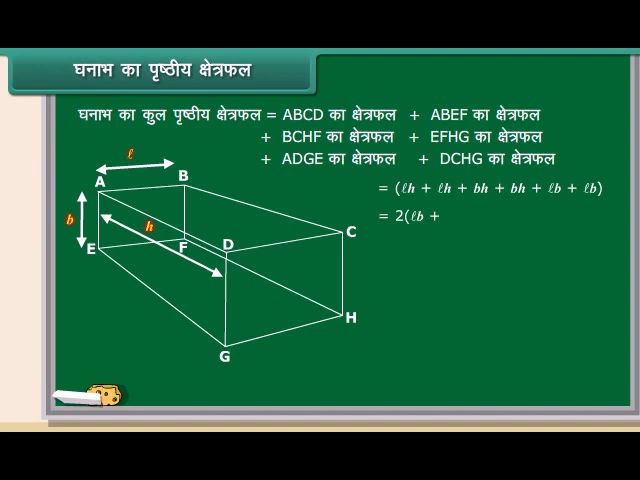 घनाभ का पृष्ठीय क्षेत्रफल
घनाभ का कुल पृष्ठीय क्षेत्रफल = ABCD का क्षेत्रफल + ABEF का क्षेत्रफल
+ BCHF का क्षेत्रफल + EFHG का क्षेत्रफल
+ ADGE का क्षेत्रफल + DCHG का क्षेत्रफल
= (ℓh + ℓh + bh + bh + ℓb + ℓb)
= 2(ℓb +
ℓ
A
B
b
h
C
E
F
D
H
G